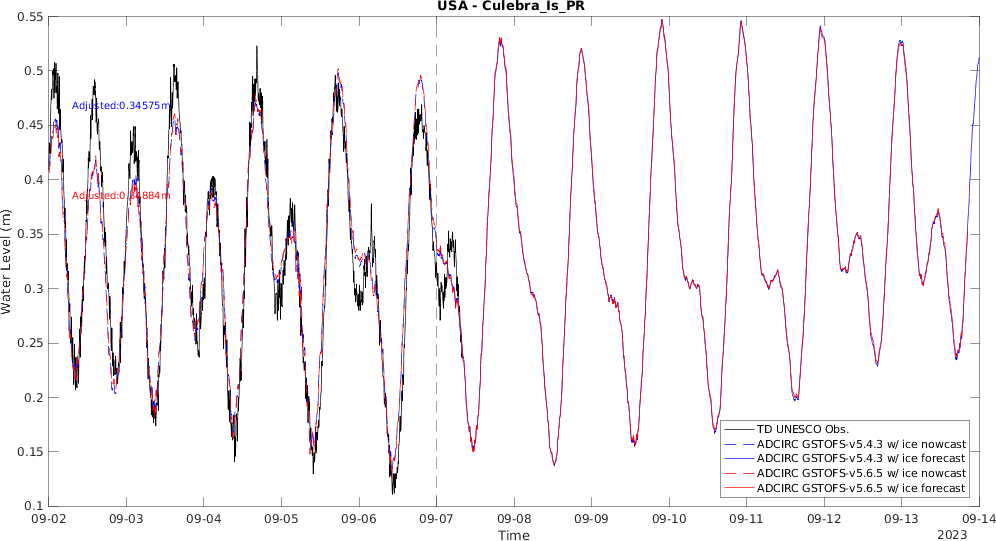 USA - Culebra_Is_PR
0.55
0.5
0.45
0.4
0.35
0.3
0.25
0.2
0.15
0.1
Water Level (m)
Adjusted:0.34575m
Adjusted:0.34884m
TD UNESCO Obs.
ADCIRC GSTOFS-v5.4.3 w/ ice nowcast
ADCIRC GSTOFS-v5.4.3 w/ ice forecast
ADCIRC GSTOFS-v5.6.5 w/ ice nowcast
ADCIRC GSTOFS-v5.6.5 w/ ice forecast
09-02 09-03 09-04 09-05 09-06 09-07 09-08 09-09 09-10 09-11 09-12 09-13 09-14
Time
2023